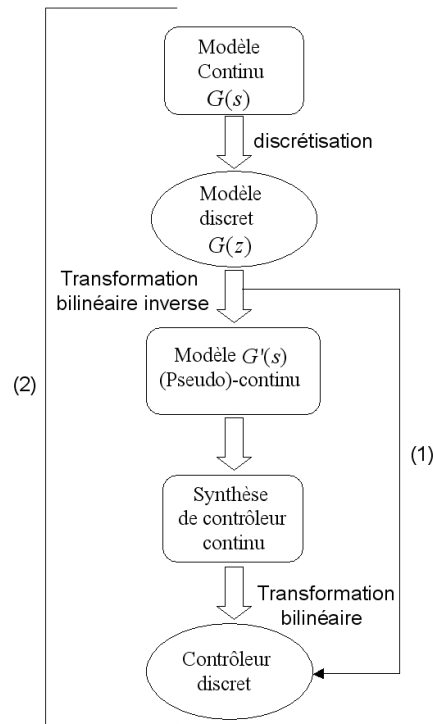 Modèle
Continu
G(s)
discrétisation
Modèle
discret
G(z)
Transformation
bilinéaire inverse
Modèle G'(s)
(Pseudo)-continu
(2)
(1)
Synthèse
de contrôleur
continu
Transformation
bilinéaire
Contrôleur
discret